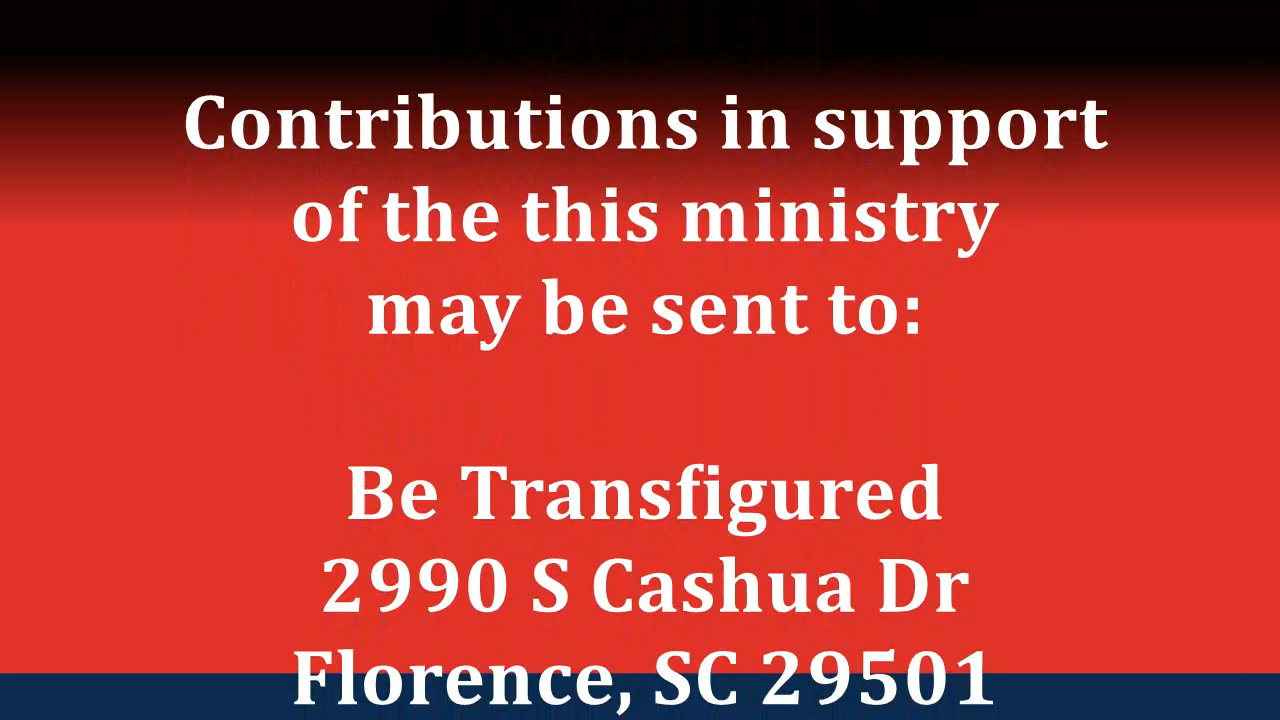 Contributions in support
of the this ministry
may be sent to:
Be Transfigured
2990 S Cashua Dr
Florence, SC 29501